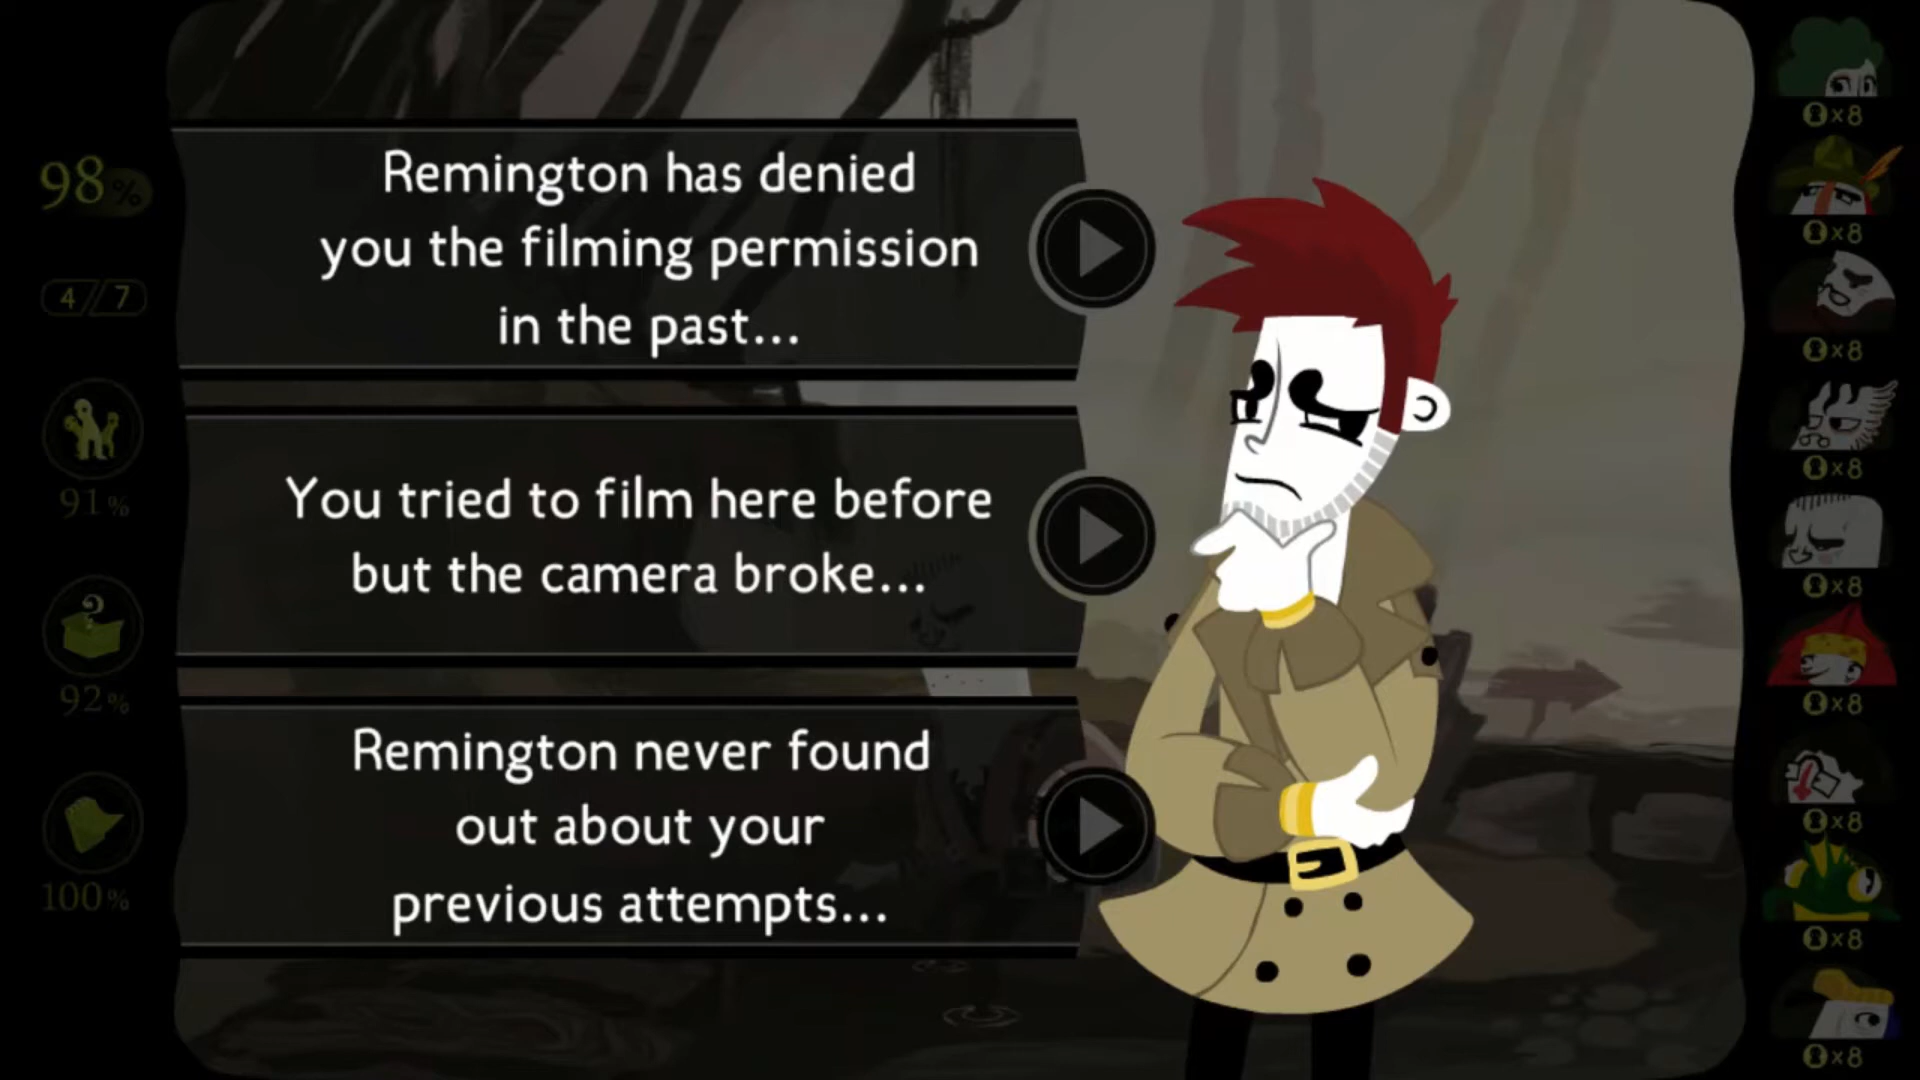 98%
4/7
91%
92%
100%
Remington has denied
you the filming permission
in the past...
You tried to film here before
but the camera broke...
Remington never found
out about your
previous attempts...
x8
x8
x8
x8
x8
x8
x8
x8
x8